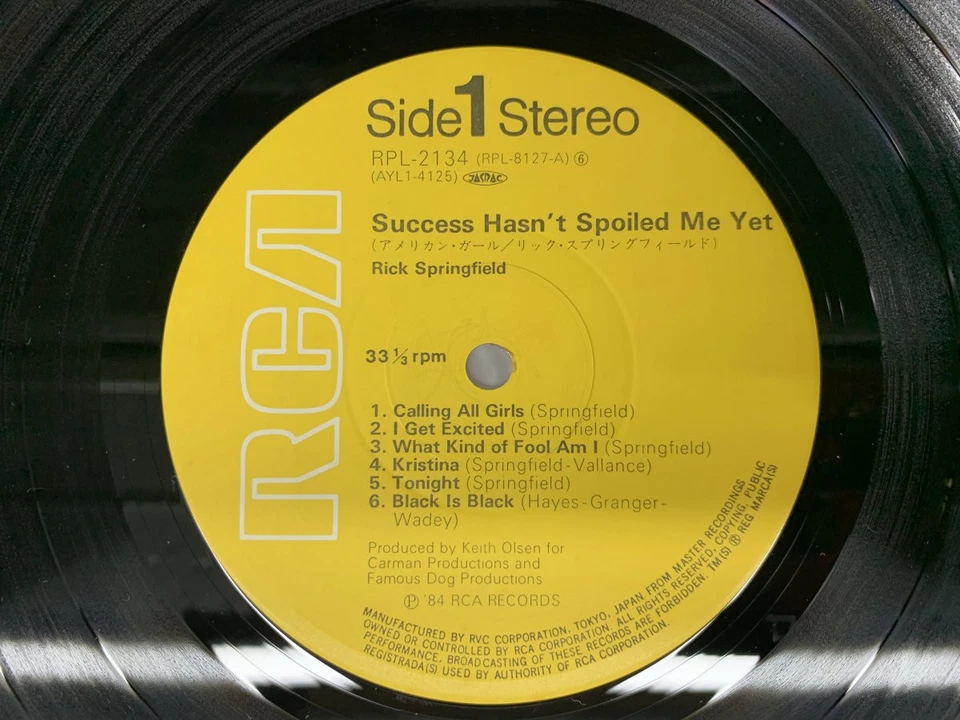 Side 1 Stereo
RPL-2134 (RPL-8127-A) ⑥
(AYL1-4125) JASRAC
Success Hasn't Spoiled Me Yet
(アメリカン・ガール/リック・スプリングフィールド)
Rick Springfield
RCA
33 1/3 rpm
1. Calling All Girls (Springfield)
2. I Get Excited (Springfield)
3. What Kind of Fool Am I (Springfield)
4. Kristina (Springfield-Vallance)
5. Tonight (Springfield)
6. Black Is Black (Hayes-Granger-
Wadey)
Produced by Keith Olsen for
Carman Productions and
Famous Dog Productions
Ⓟ '84 RCA RECORDS
MANUFACTURED BY RVC CORPORATION, TOKYO, JAPAN FROM MASTER RECORDINGS
OWNED OR CONTROLLED BY RCA CORPORATION. ALL RIGHTS RESERVED, COPYING, PUBLIC
PERFORMANCE, BROADCASTING OF THESE RECORDS ARE FORBIDDEN. TM(S) ® REG MARCA(S)
REGISTRADA(S) USED BY AUTHORITY OF RCA CORPORATION.